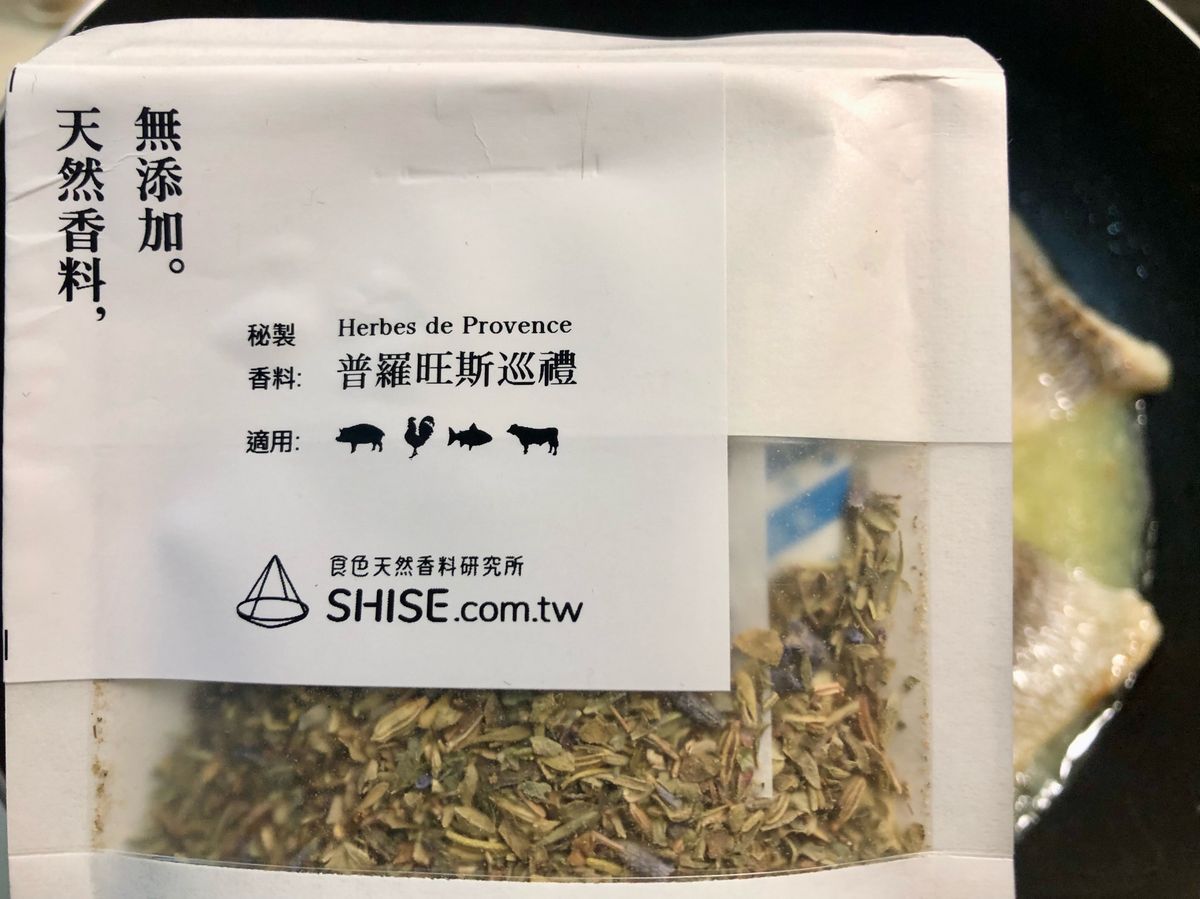 無添加。
天然香料，
秘製
香料:
Herbes de Provence
普羅旺斯巡禮
適用:
食色天然香料研究所
SHISE.com.tw